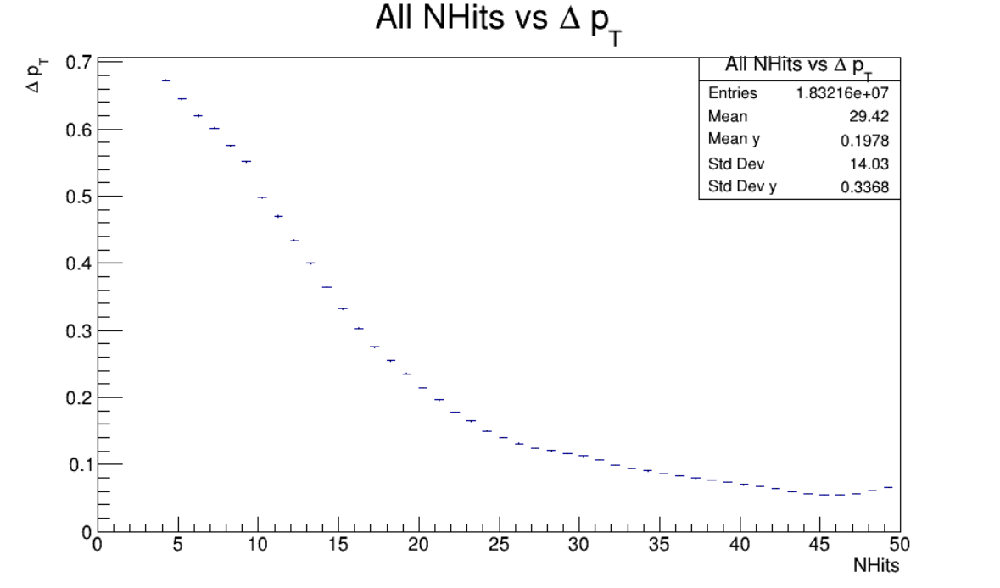 All NHits vs Δ p_T
Δ p_T
All NHits vs Δ p_T
Entries 1.83216e+07
Mean 29.42
Mean y 0.1978
Std Dev 14.03
Std Dev y 0.3368
0.7
0.6
0.5
0.4
0.3
0.2
0.1
0
0 5 10 15 20 25 30 35 40 45 50
NHits